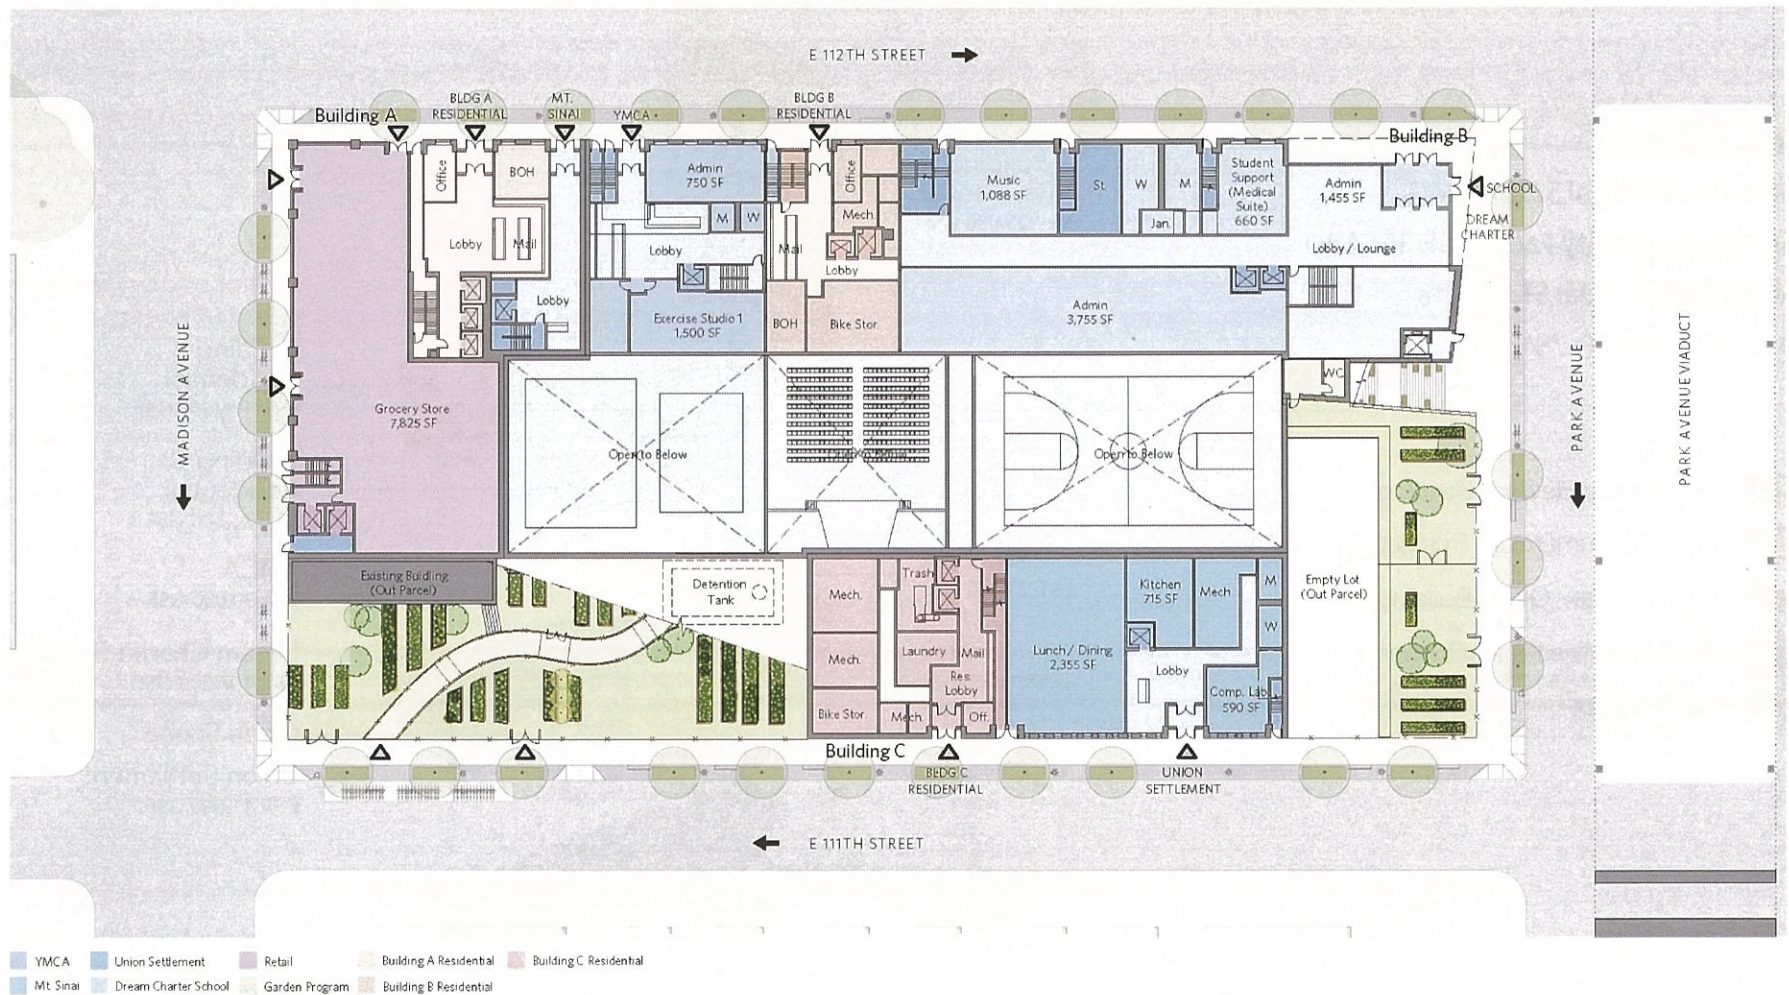 E 112TH STREET
Building A
BLDG A
RESIDENTIAL
MT.
SINAI
YMCA
BLDG B
RESIDENTIAL
Building B
Office
BOH
Admin
750 SF
Office
Music
1,088 SF
St.
W
M
Student
Support
(Medical
Suite)
660 SF
Admin
1,455 SF
SCHOOL
DREAM
CHARTER
M
W
Mech.
Jan.
Lobby
Mail
Lobby
Mail
Lobby
Lobby / Lounge
Lobby
Exercise Studio 1
1,500 SF
BOH
Bike Stor.
Admin
3,755 SF
MADISON AVENUE
PARK AVENUE
PARK AVENUE VIADUCT
WC
Grocery Store
7,825 SF
Open to Below
Open to Below
Existing Buidling
(Out Parcel)
Detention
Tank
Mech.
Trash
Kitchen
715 SF
Mech
M
Empty Lot
(Out Parcel)
W
Mech.
Laundry
Mail
Lunch / Dining
2,355 SF
Lobby
Res.
Lobby
Comp. Lab
590 SF
Bike Stor.
Mech.
Off.
Building C
BLDG C
RESIDENTIAL
UNION
SETTLEMENT
E 111TH STREET
YMCA
Union Settlement
Retail
Building A Residential
Building C Residential
Mt. Sinai
Dream Charter School
Garden Program
Building B Residential